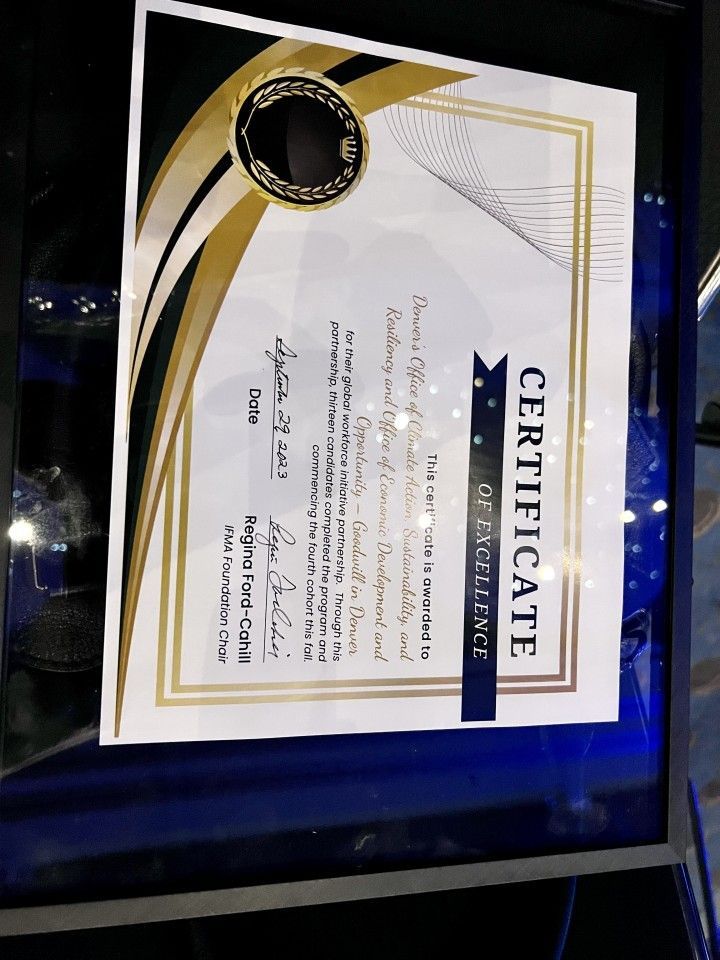 CERTIFICATE
OF EXCELLENCE
This certificate is awarded to
Denver's Office of Climate Action, Sustainability, and
Resiliency and Office of Economic Development and
Opportunity – Goodwill in Denver
for their global workforce initiative partnership. Through this
partnership, thirteen candidates completed the program and
commencing the fourth cohort this fall.
September 29, 2023
Date
Regina Ford-Cahill
Regina Ford-Cahill
IFMA Foundation Chair